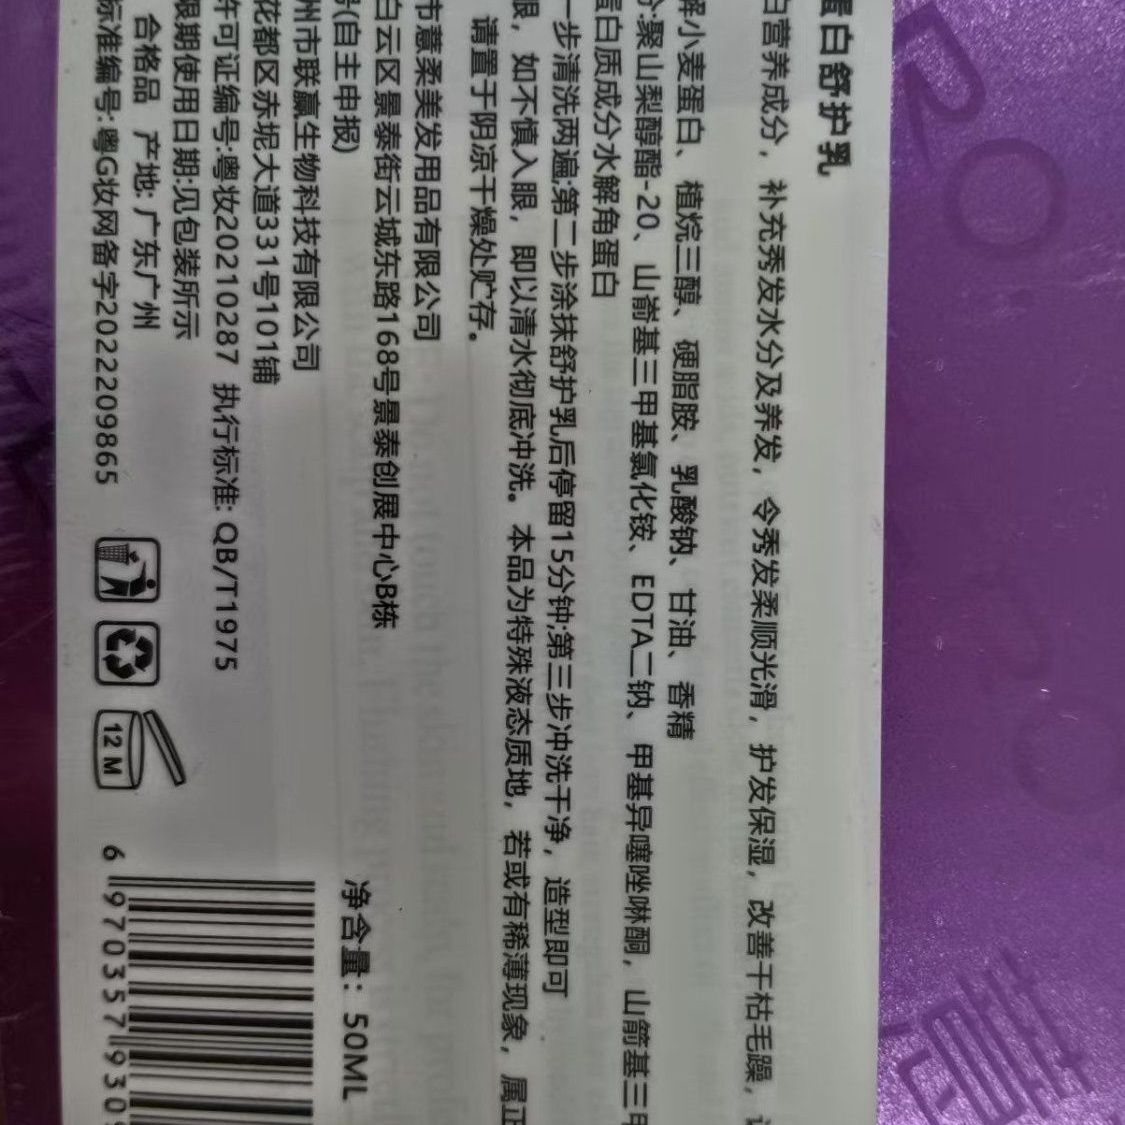 蛋白舒护乳
白营养成分，补充秀发水分及养发，令秀发柔顺光滑，护发保湿，改善干枯毛躁，
解小麦蛋白、植烷三醇、硬脂胺、乳酸钠、甘油、香精
分:聚山梨醇酯-20、山嵛基三甲基氯化铵、EDTA二钠、甲基异噻唑啉酮，山箭基三甲
蛋白质成分水解角蛋白
一步清洗两遍;第二步涂抹舒护乳后停留15分钟;第三步冲洗干净，造型即可
眼，如不慎入眼，即以清水彻底冲洗。本品为特殊液态质地，若或有稀薄现象，属正
请置于阴凉干燥处贮存。
市薏柔美发用品有限公司
白云区景泰街云城东路168号景泰创展中心B栋
号(自主申报)
州市联赢生物科技有限公司
花都区赤坭大道331号101铺
许可证编号:粤妆20210287 执行标准: QB/T1975
限期使用日期:见包装所示
合格品 产地: 广东广州
标准编号:粤G妆网备字2022209865
12 M
净含量：50ML
6 970357 930
RO